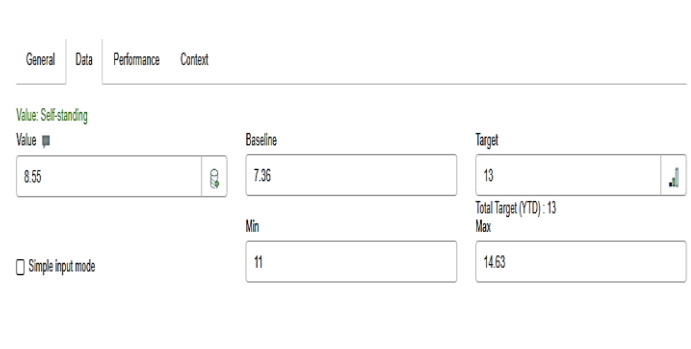 General Data Performance Context
Value: Self-standing
Value Baseline Target
8.55 7.36 13
Total Target (YTD) : 13
Min Max
Simple input mode
11 14.63